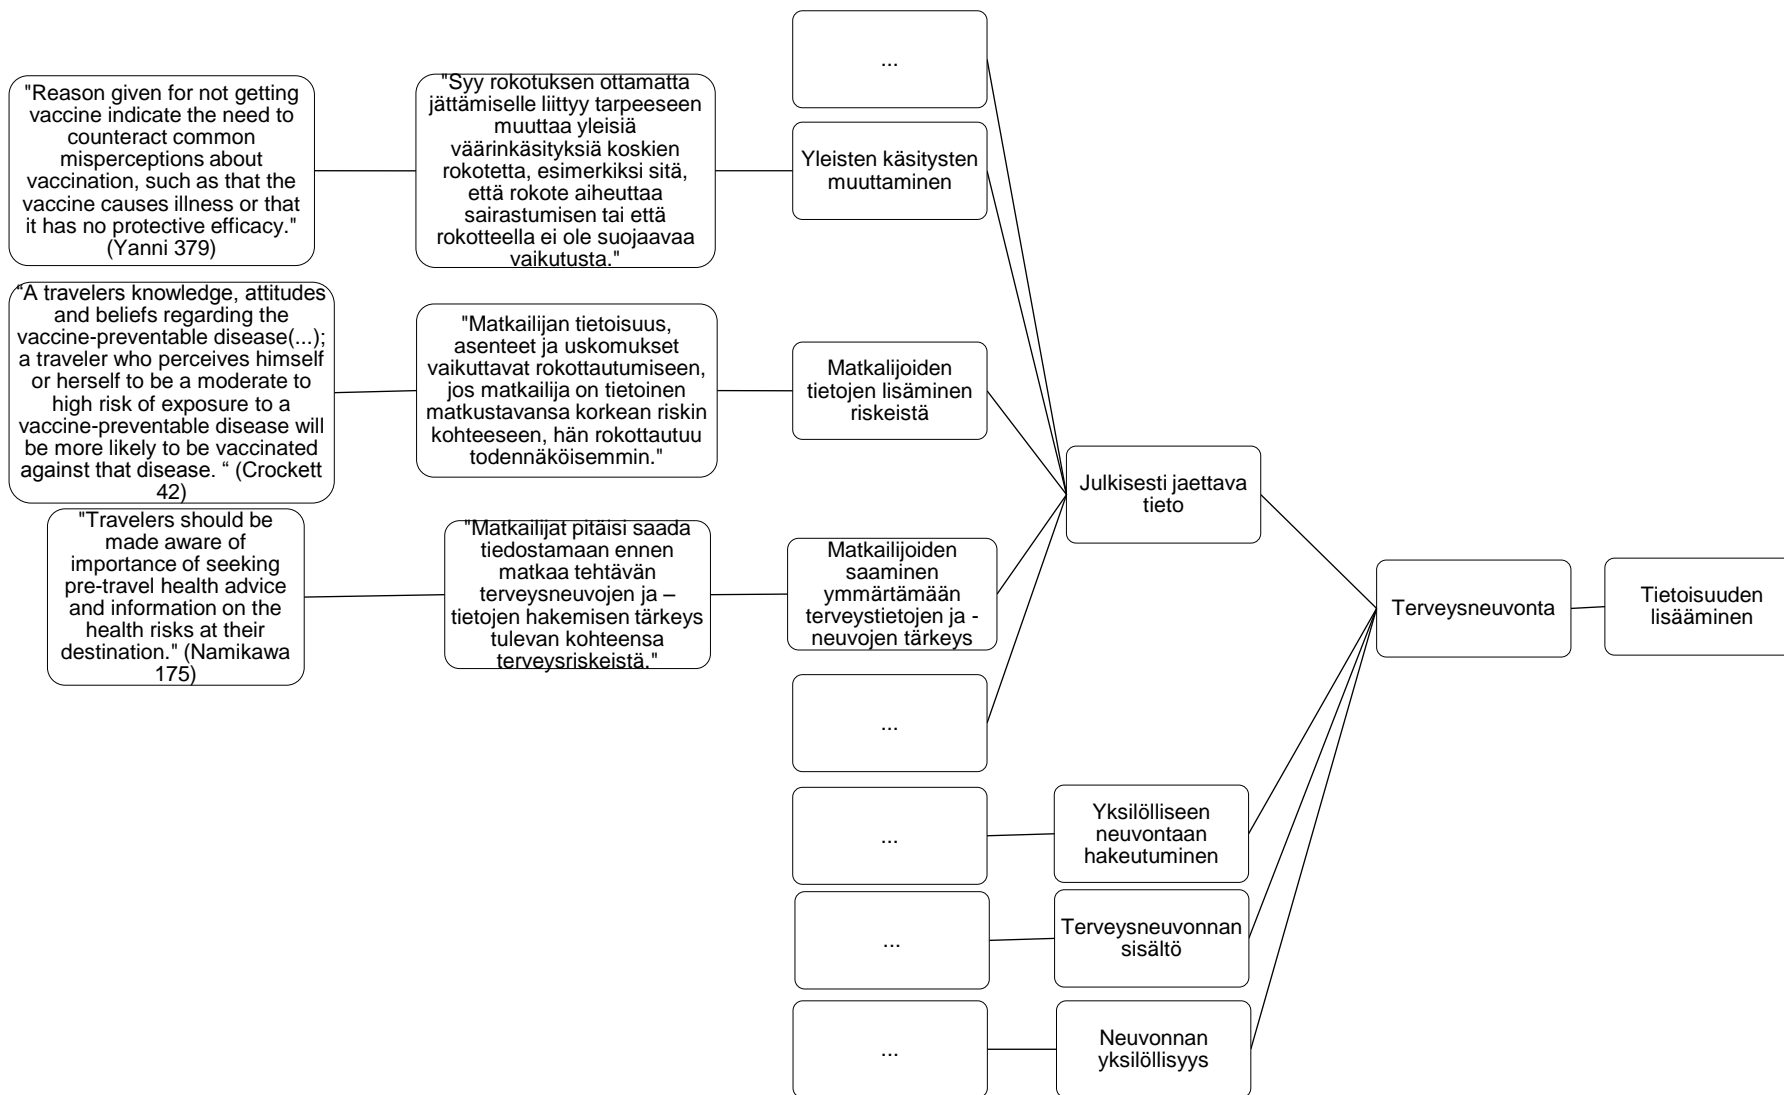 ...
"Reason given for not getting
vaccine indicate the need to
counteract common
misperceptions about
vaccination, such as that the
vaccine causes illness or that
it has no protective efficacy."
(Yanni 379)
"Syy rokotuksen ottamatta
jättämiselle liittyy tarpeeseen
muuttaa yleisiä
väärinkäsityksiä koskien
rokotetta, esimerkiksi sitä,
että rokote aiheuttaa
sairastumisen tai että
rokotteella ei ole suojaavaa
vaikutusta."
Yleisten käsitysten
muuttaminen
“A travelers knowledge, attitudes
and beliefs regarding the
vaccine-preventable disease(...);
a traveler who perceives himself
or herself to be a moderate to
high risk of exposure to a
vaccine-preventable disease will
be more likely to be vaccinated
against that disease. “ (Crockett
42)
"Matkailijan tietoisuus,
asenteet ja uskomukset
vaikuttavat rokottautumiseen,
jos matkailija on tietoinen
matkustavansa korkean riskin
kohteeseen, hän rokottautuu
todennäköisemmin."
Matkalijoiden
tietojen lisäminen
riskeistä
"Travelers should be
made aware of
importance of seeking
pre-travel health advice
and information on the
health risks at their
destination." (Namikawa
175)
"Matkailijat pitäisi saada
tiedostamaan ennen
matkaa tehtävän
terveysneuvojen ja –
tietojen hakemisen tärkeys
tulevan kohteensa
terveysriskeistä."
Matkailijoiden
saaminen
ymmärtämään
terveystietojen ja -
neuvojen tärkeys
...
Julkisesti jaettava
tieto
...
Yksilölliseen
neuvontaan
hakeutuminen
...
Terveysneuvonnan
sisältö
...
Neuvonnan
yksilöllisyys
Terveysneuvonta
Tietoisuuden
lisääminen